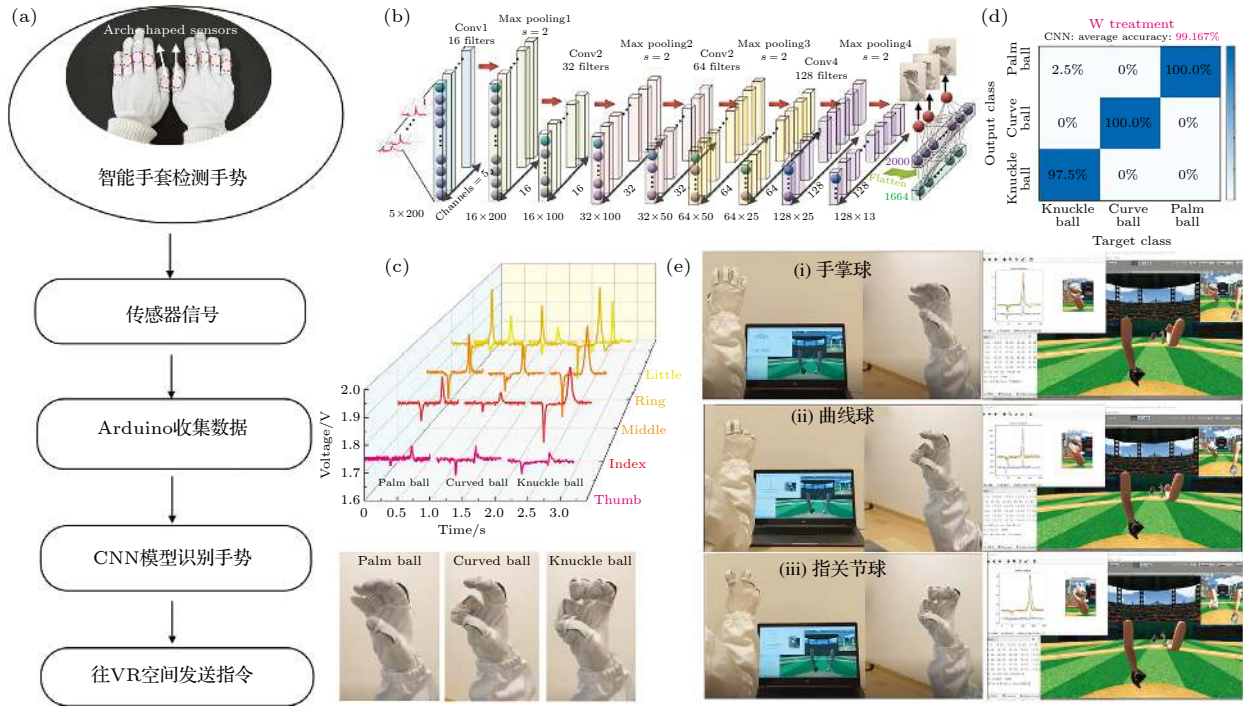 (a)
Arch-shaped sensors
智能手套检测手势
传感器信号
Arduino收集数据
CNN模型识别手势
往VR空间发送指令
(b)
Conv1
16 filters
Max pooling1
s = 2
Conv2
32 filters
Max pooling2
s = 2
Conv2
64 filters
Max pooling3
s = 2
Conv4
128 filters
Max pooling4
s = 2
Channels = 5
16
16
32
32
64
64
128
128
2000
Flatten
1664
5×200
16×200
16×100
32×100
32×50
64×50
64×25
128×25
128×13
(c)
Voltage/V
2.0
1.9
1.8
1.7
1.6
Little
Ring
Middle
Index
Thumb
Palm ball
Curved ball
Knuckle ball
0
0.5
1.0
1.5
2.0
2.5
3.0
Time/s
Palm ball
Curved ball
Knuckle ball
(d)
W treatment
CNN: average accuracy: 99.167%
Output class
Palm ball
2.5%
0%
100.0%
Curve ball
0%
100.0%
0%
Knuckle ball
97.5%
0%
0%
Knuckle ball
Curve ball
Palm ball
Target class
(e)
(i) 手掌球
(ii) 曲线球
(iii) 指关节球